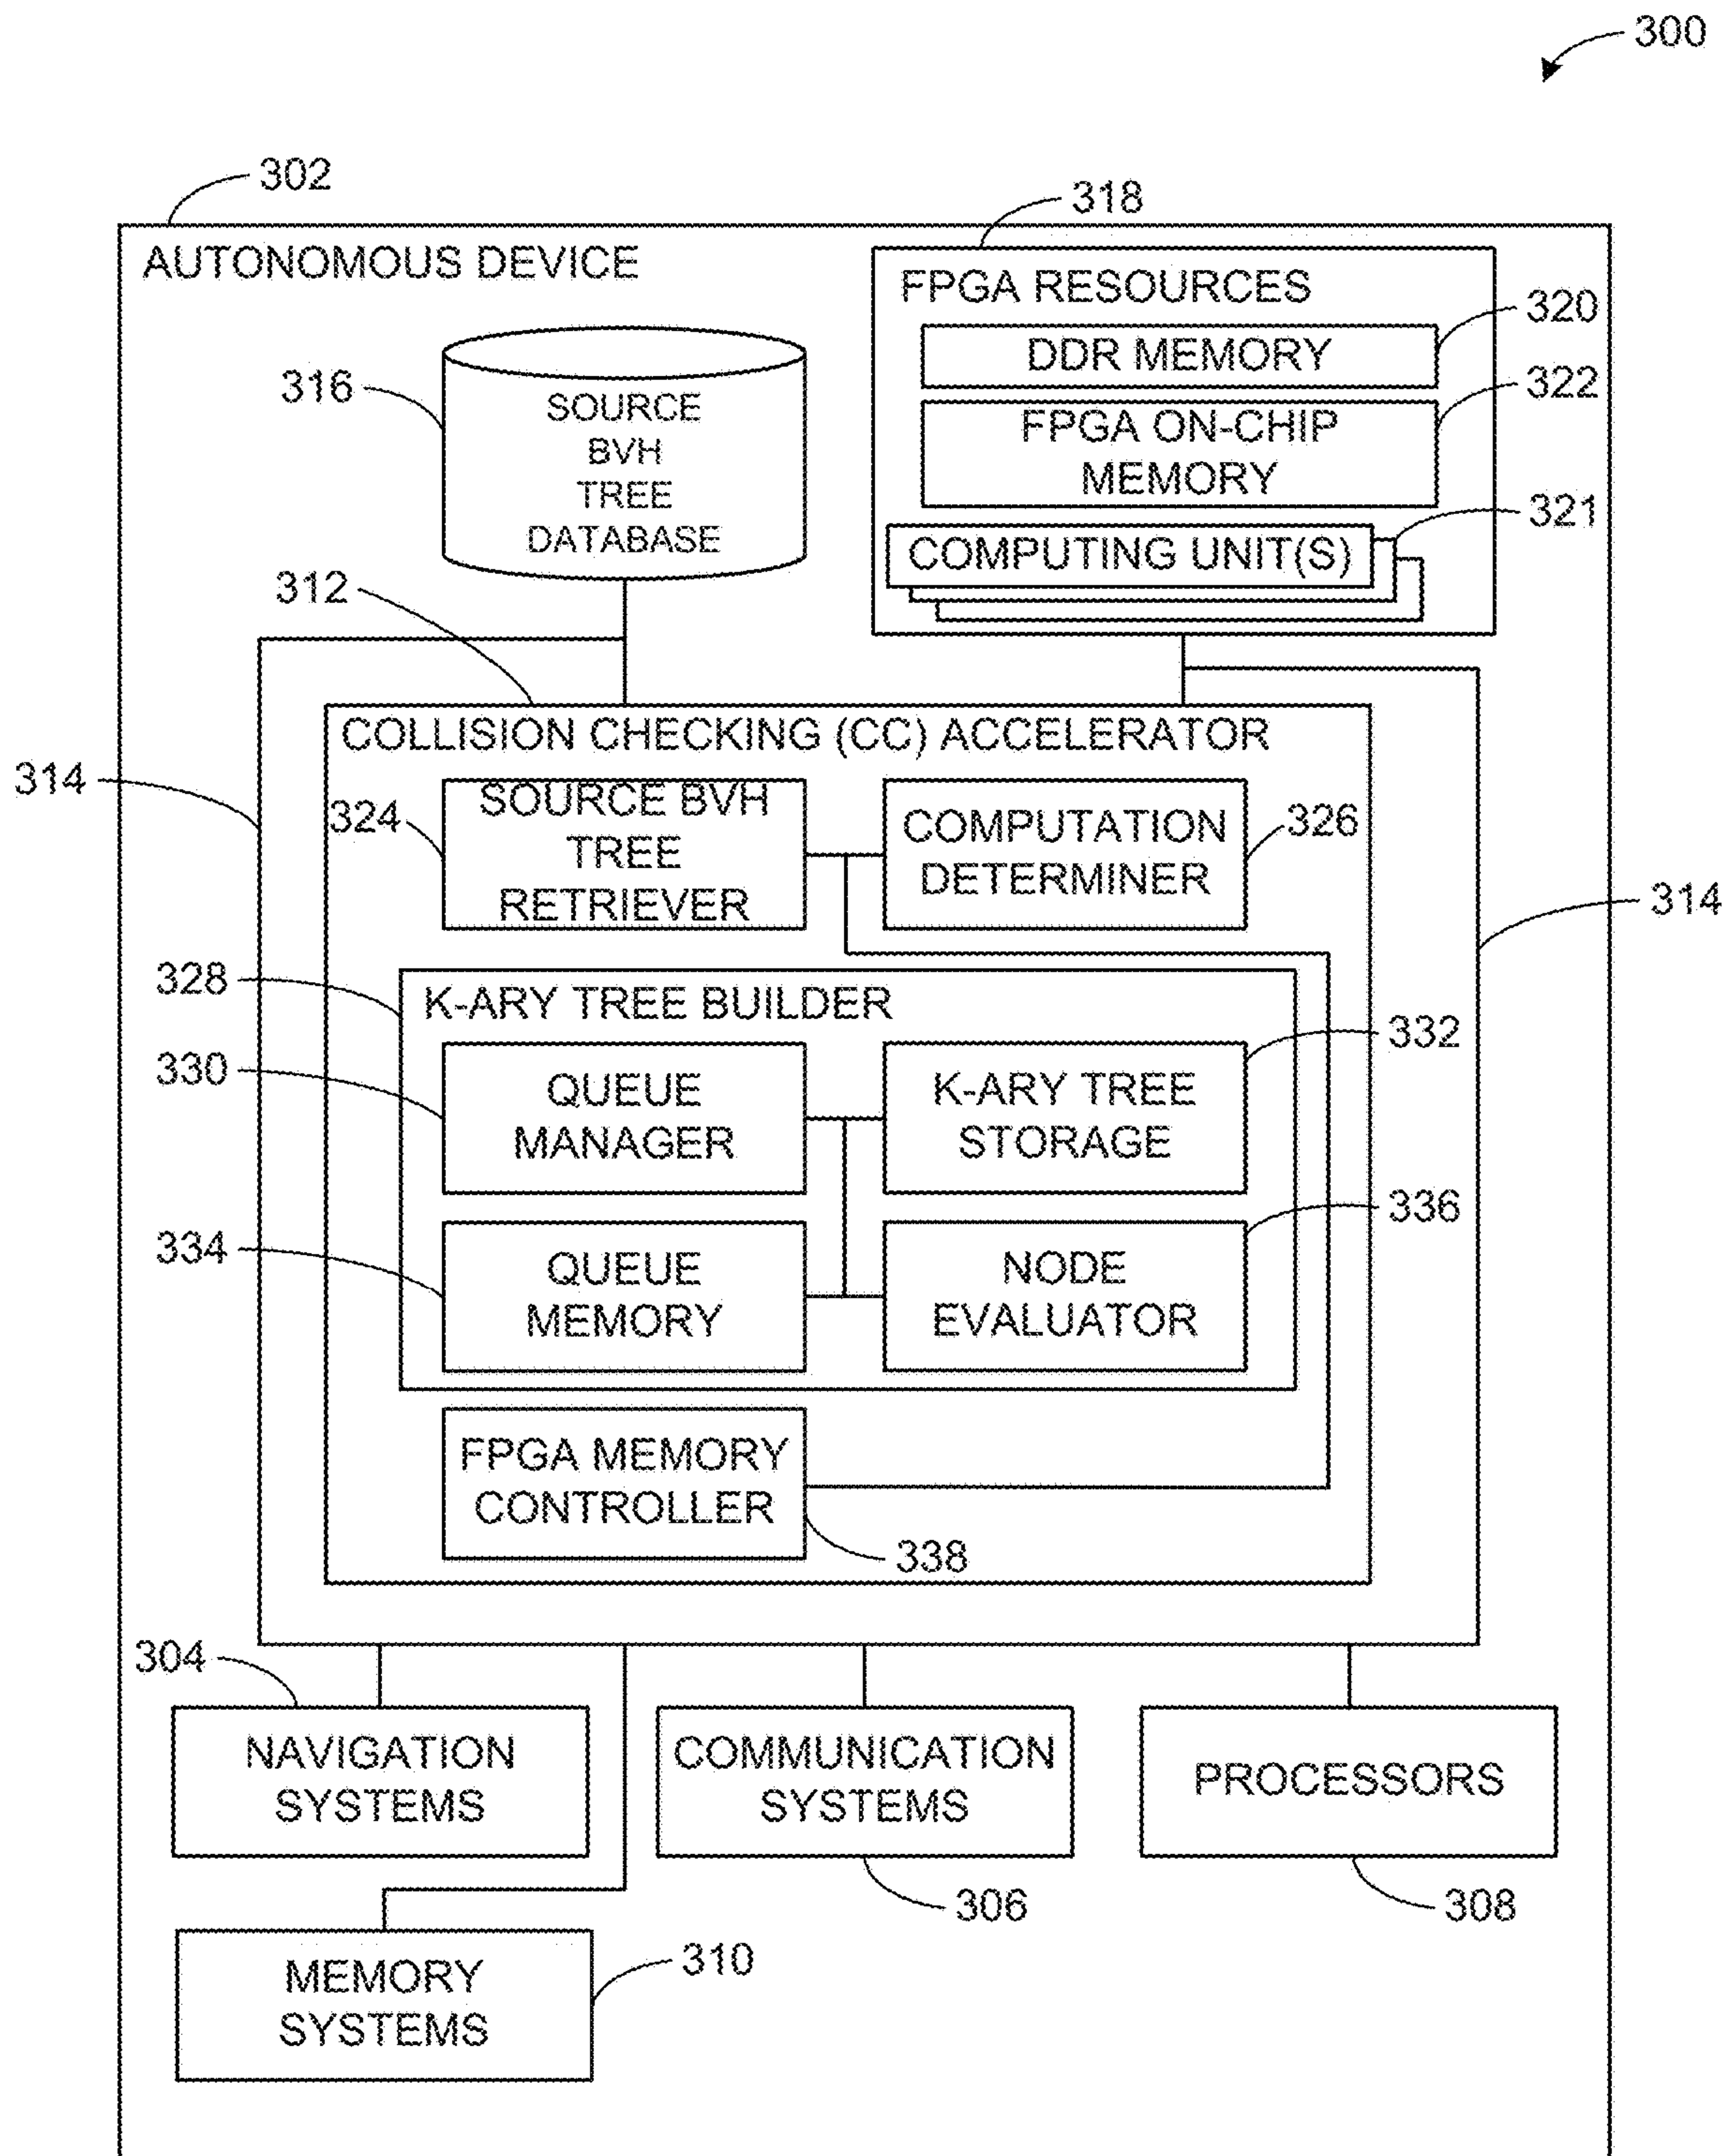 300
302
318
AUTONOMOUS DEVICE
FPGA RESOURCES
320
DDR MEMORY
316
322
SOURCE
BVH
TREE
DATABASE
FPGA ON-CHIP
MEMORY
321
COMPUTING UNIT(S)
312
COLLISION CHECKING (CC) ACCELERATOR
314
324
SOURCE BVH
TREE
RETRIEVER
COMPUTATION
DETERMINER
326
314
328
K-ARY TREE BUILDER
332
330
QUEUE
MANAGER
K-ARY TREE
STORAGE
336
334
QUEUE
MEMORY
NODE
EVALUATOR
FPGA MEMORY
CONTROLLER
338
304
NAVIGATION
SYSTEMS
COMMUNICATION
SYSTEMS
PROCESSORS
306
308
310
MEMORY
SYSTEMS